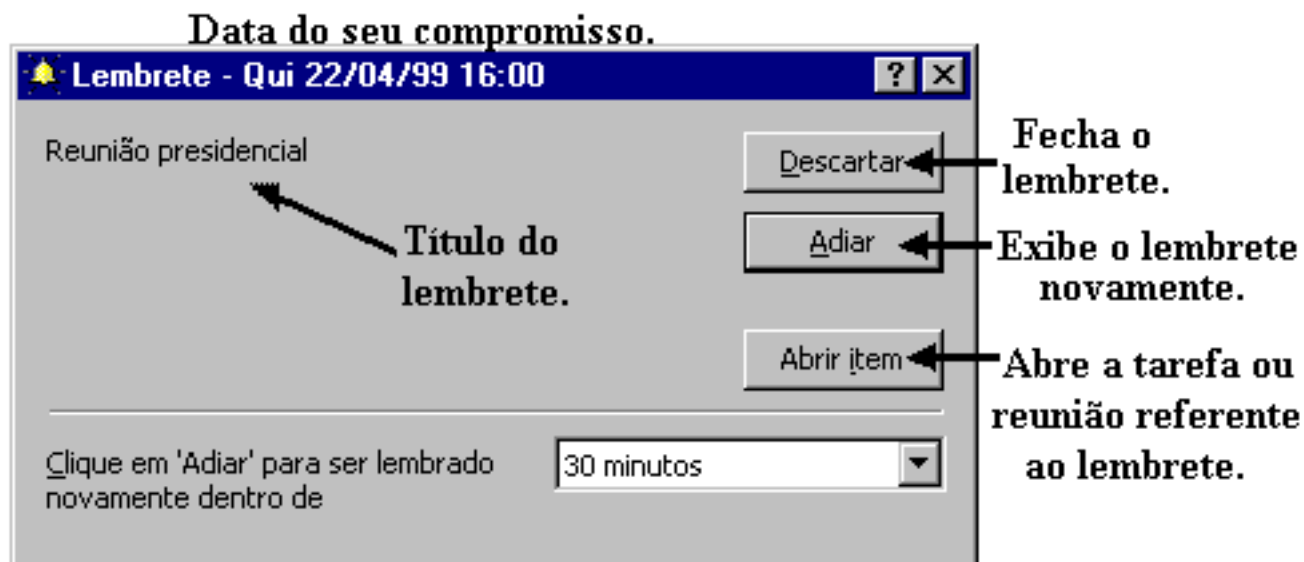 Data do seu compromisso.
Lembrete - Qui 22/04/99 16:00
Reunião presidencial
Descartar
Fecha o
lembrete.
Título do
lembrete.
Adiar
Exibe o lembrete
novamente.
Abrir item
Abre a tarefa ou
reunião referente
ao lembrete.
Clique em 'Adiar' para ser lembrado
novamente dentro de
30 minutos